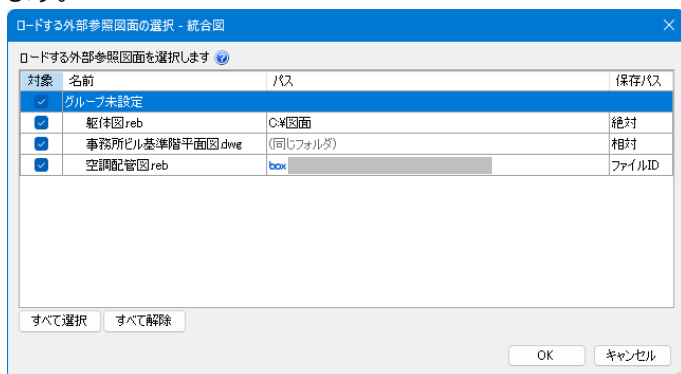 ロードする外部参照図面の選択 - 統合図
ロードする外部参照図面を選択します
対象 名前 パス 保存パス
グループ未設定
躯体図.reb C:¥図面 絶対
事務所ビル基準階平面図.dwg (同じフォルダ) 相対
空調配管図.reb box ファイルID
すべて選択 すべて解除
OK キャンセル